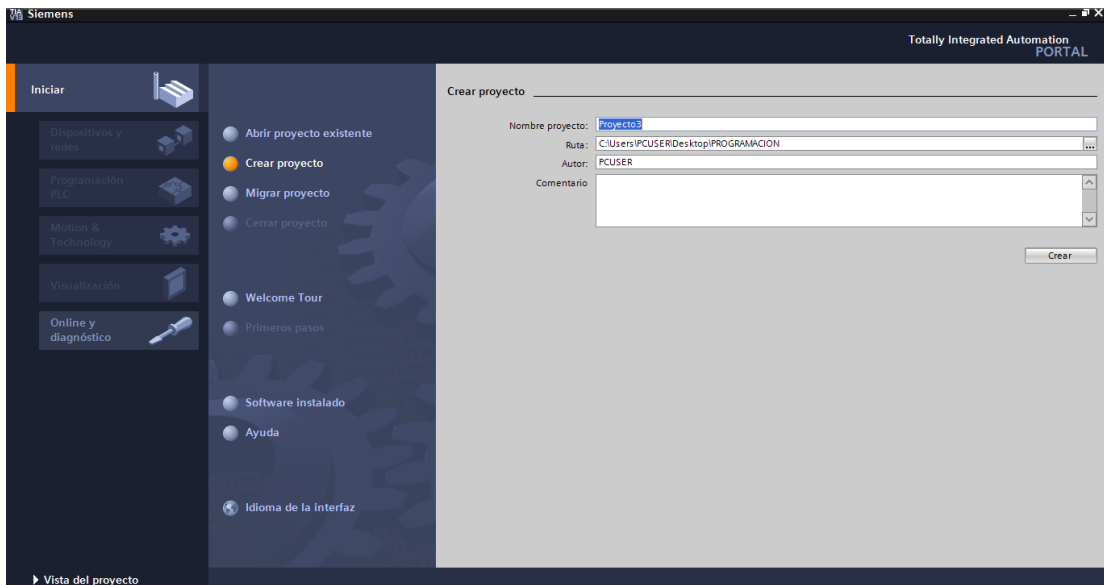 TIA V13 Siemens
Totally Integrated Automation
PORTAL
Iniciar
Dispositivos y
redes
Programación
PLC
Motion &
Technology
Visualización
Online y
diagnóstico
Abrir proyecto existente
Crear proyecto
Migrar proyecto
Cerrar proyecto
Welcome Tour
Primeros pasos
Software instalado
Ayuda
Idioma de la interfaz
Crear proyecto
Nombre proyecto: Proyecto3
Ruta: C:\Users\PCUSER\Desktop\PROGRAMACION
...
Autor: PCUSER
Comentario
Crear
Vista del proyecto